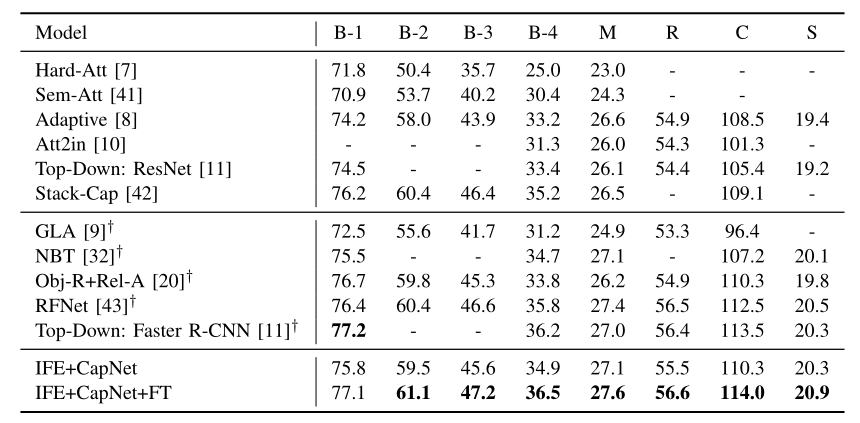 Model B-1 B-2 B-3 B-4 M R C S
Hard-Att [7] 71.8 50.4 35.7 25.0 23.0 - - -
Sem-Att [41] 70.9 53.7 40.2 30.4 24.3 - - -
Adaptive [8] 74.2 58.0 43.9 33.2 26.6 54.9 108.5 19.4
Att2in [10] - - - 31.3 26.0 54.3 101.3 -
Top-Down: ResNet [11] 74.5 - - 33.4 26.1 54.4 105.4 19.2
Stack-Cap [42] 76.2 60.4 46.4 35.2 26.5 - 109.1 -
GLA [9]† 72.5 55.6 41.7 31.2 24.9 53.3 96.4 -
NBT [32]† 75.5 - - 34.7 27.1 - 107.2 20.1
Obj-R+Rel-A [20]† 76.7 59.8 45.3 33.8 26.2 54.9 110.3 19.8
RFNet [43]† 76.4 60.4 46.6 35.8 27.4 56.5 112.5 20.5
Top-Down: Faster R-CNN [11]† 77.2 - - 36.2 27.0 56.4 113.5 20.3
IFE+CapNet 75.8 59.5 45.6 34.9 27.1 55.5 110.3 20.3
IFE+CapNet+FT 77.1 61.1 47.2 36.5 27.6 56.6 114.0 20.9